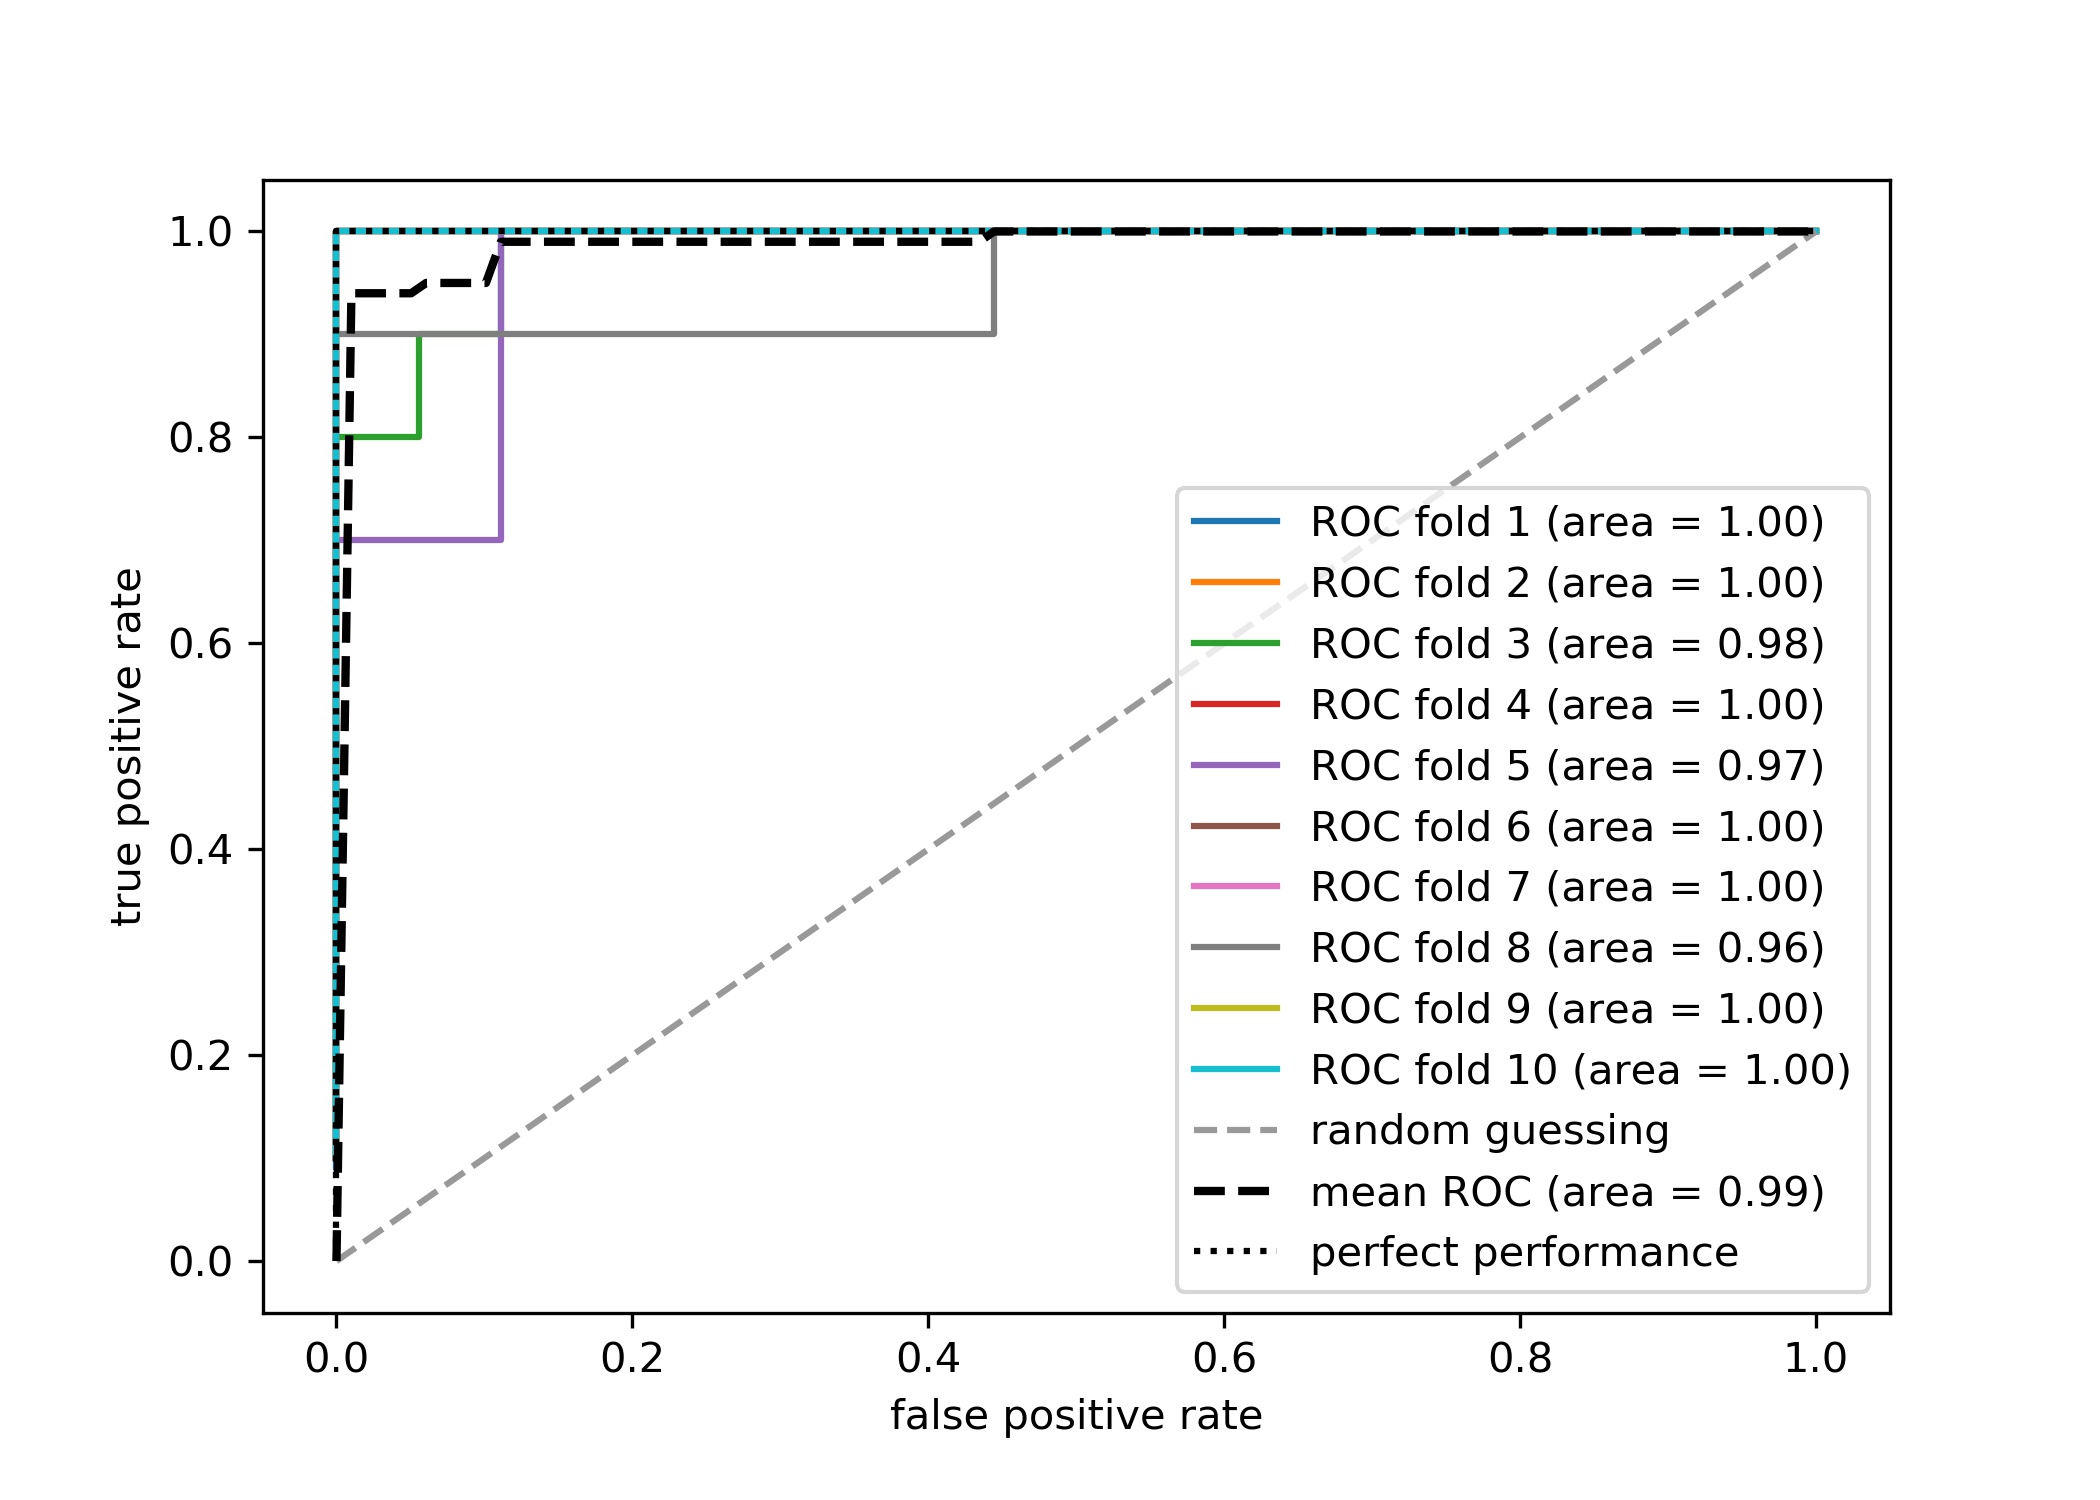 1.0
0.8
0.6
0.4
0.2
0.0
true positive rate
ROC fold 1 (area = 1.00)
ROC fold 2 (area = 1.00)
ROC fold 3 (area = 0.98)
ROC fold 4 (area = 1.00)
ROC fold 5 (area = 0.97)
ROC fold 6 (area = 1.00)
ROC fold 7 (area = 1.00)
ROC fold 8 (area = 0.96)
ROC fold 9 (area = 1.00)
ROC fold 10 (area = 1.00)
random guessing
mean ROC (area = 0.99)
perfect performance
0.0 0.2 0.4 0.6 0.8 1.0
false positive rate